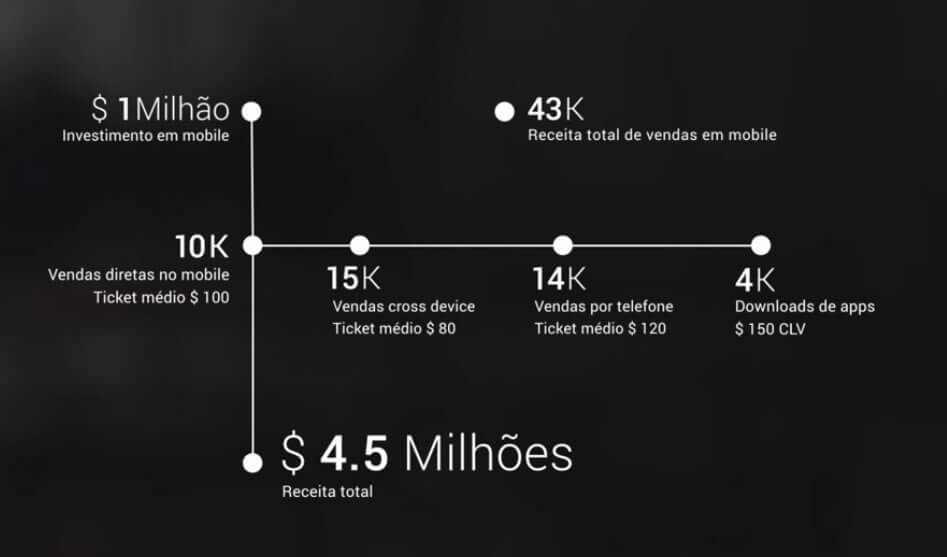 $ 1 Milhão
Investimento em mobile
43K
Receita total de vendas em mobile
10K
Vendas diretas no mobile
Ticket médio $ 100
15K
Vendas cross device
Ticket médio $ 80
14K
Vendas por telefone
Ticket médio $ 120
4K
Downloads de apps
$ 150 CLV
$ 4.5 Milhões
Receita total